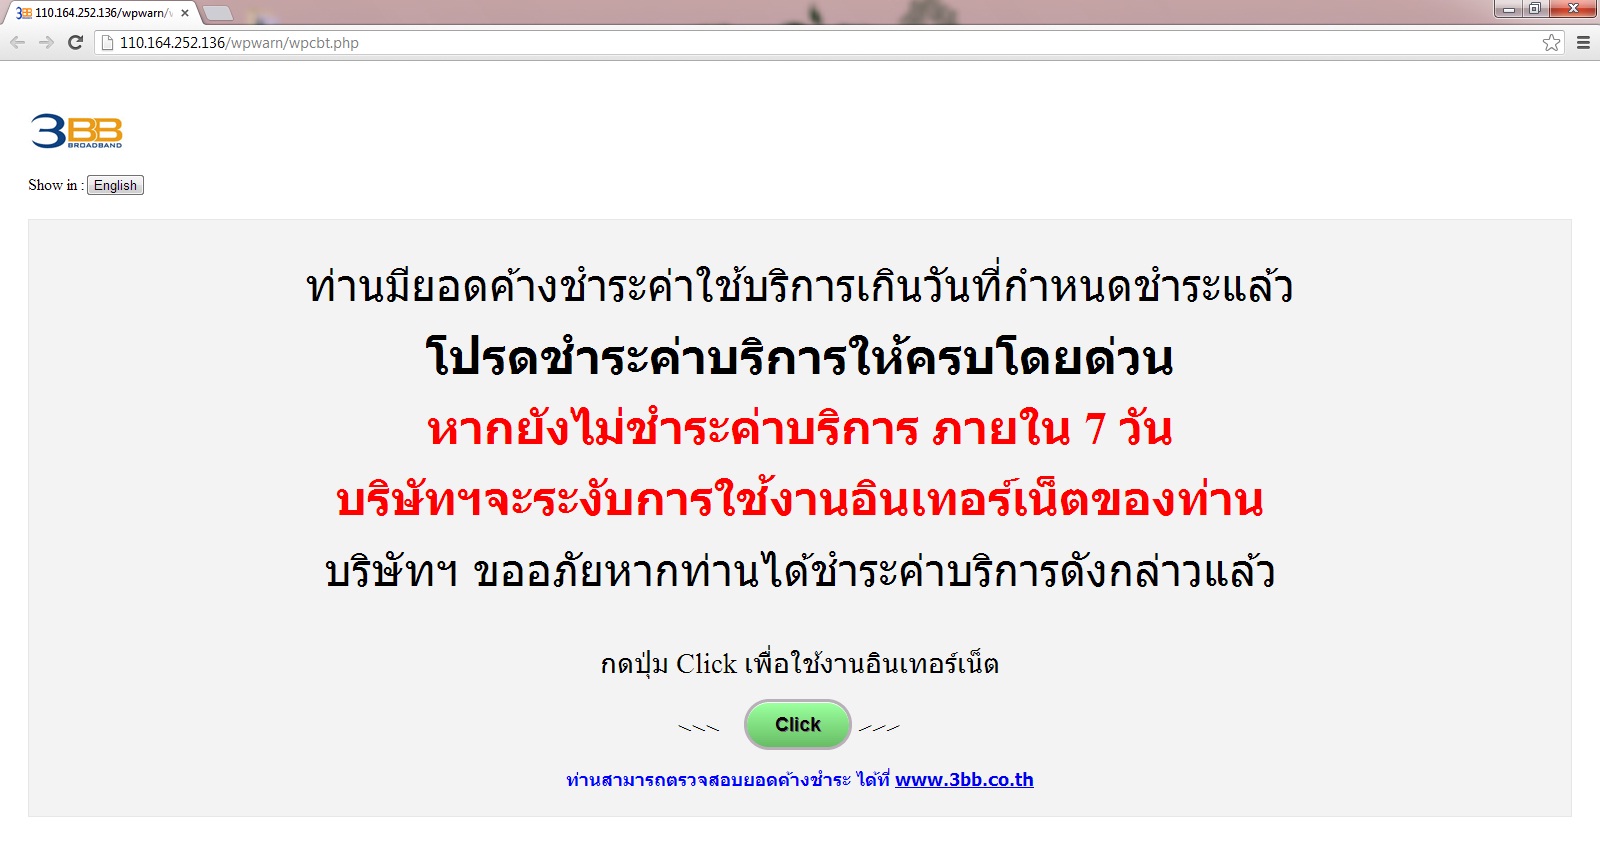 110.164.252.136/wpwarn/
110.164.252.136/wpwarn/wpcbt.php
3BB
BROADBAND
Show in : English
ท่านมียอดค้างชำระค่าใช้บริการเกินวันที่กำหนดชำระแล้ว
โปรดชำระค่าบริการให้ครบโดยด่วน
หากยังไม่ชำระค่าบริการ ภายใน 7 วัน
บริษัทฯจะระงับการใช้งานอินเทอร์เน็ตของท่าน
บริษัทฯ ขออภัยหากท่านได้ชำระค่าบริการดังกล่าวแล้ว
กดปุ่ม Click เพื่อใช้งานอินเทอร์เน็ต
Click
ท่านสามารถตรวจสอบยอดค้างชำระ ได้ที่ www.3bb.co.th